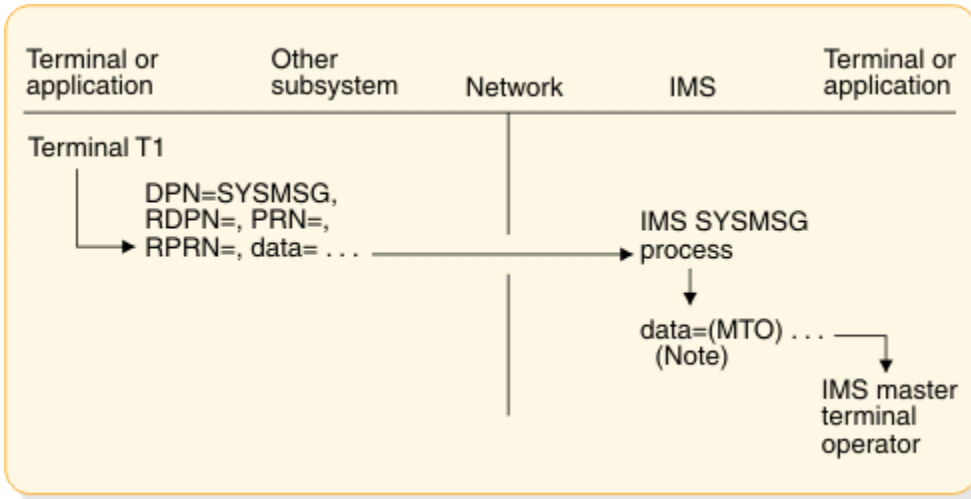 Terminal or
application
Other
subsystem
Network
IMS
Terminal or
application
Terminal T1
DPN=SYSMSG,
RDPN=, PRN=,
RPRN=, data= . . .
IMS SYSMSG
process
data=(MTO) . . .
(Note)
IMS master
terminal
operator